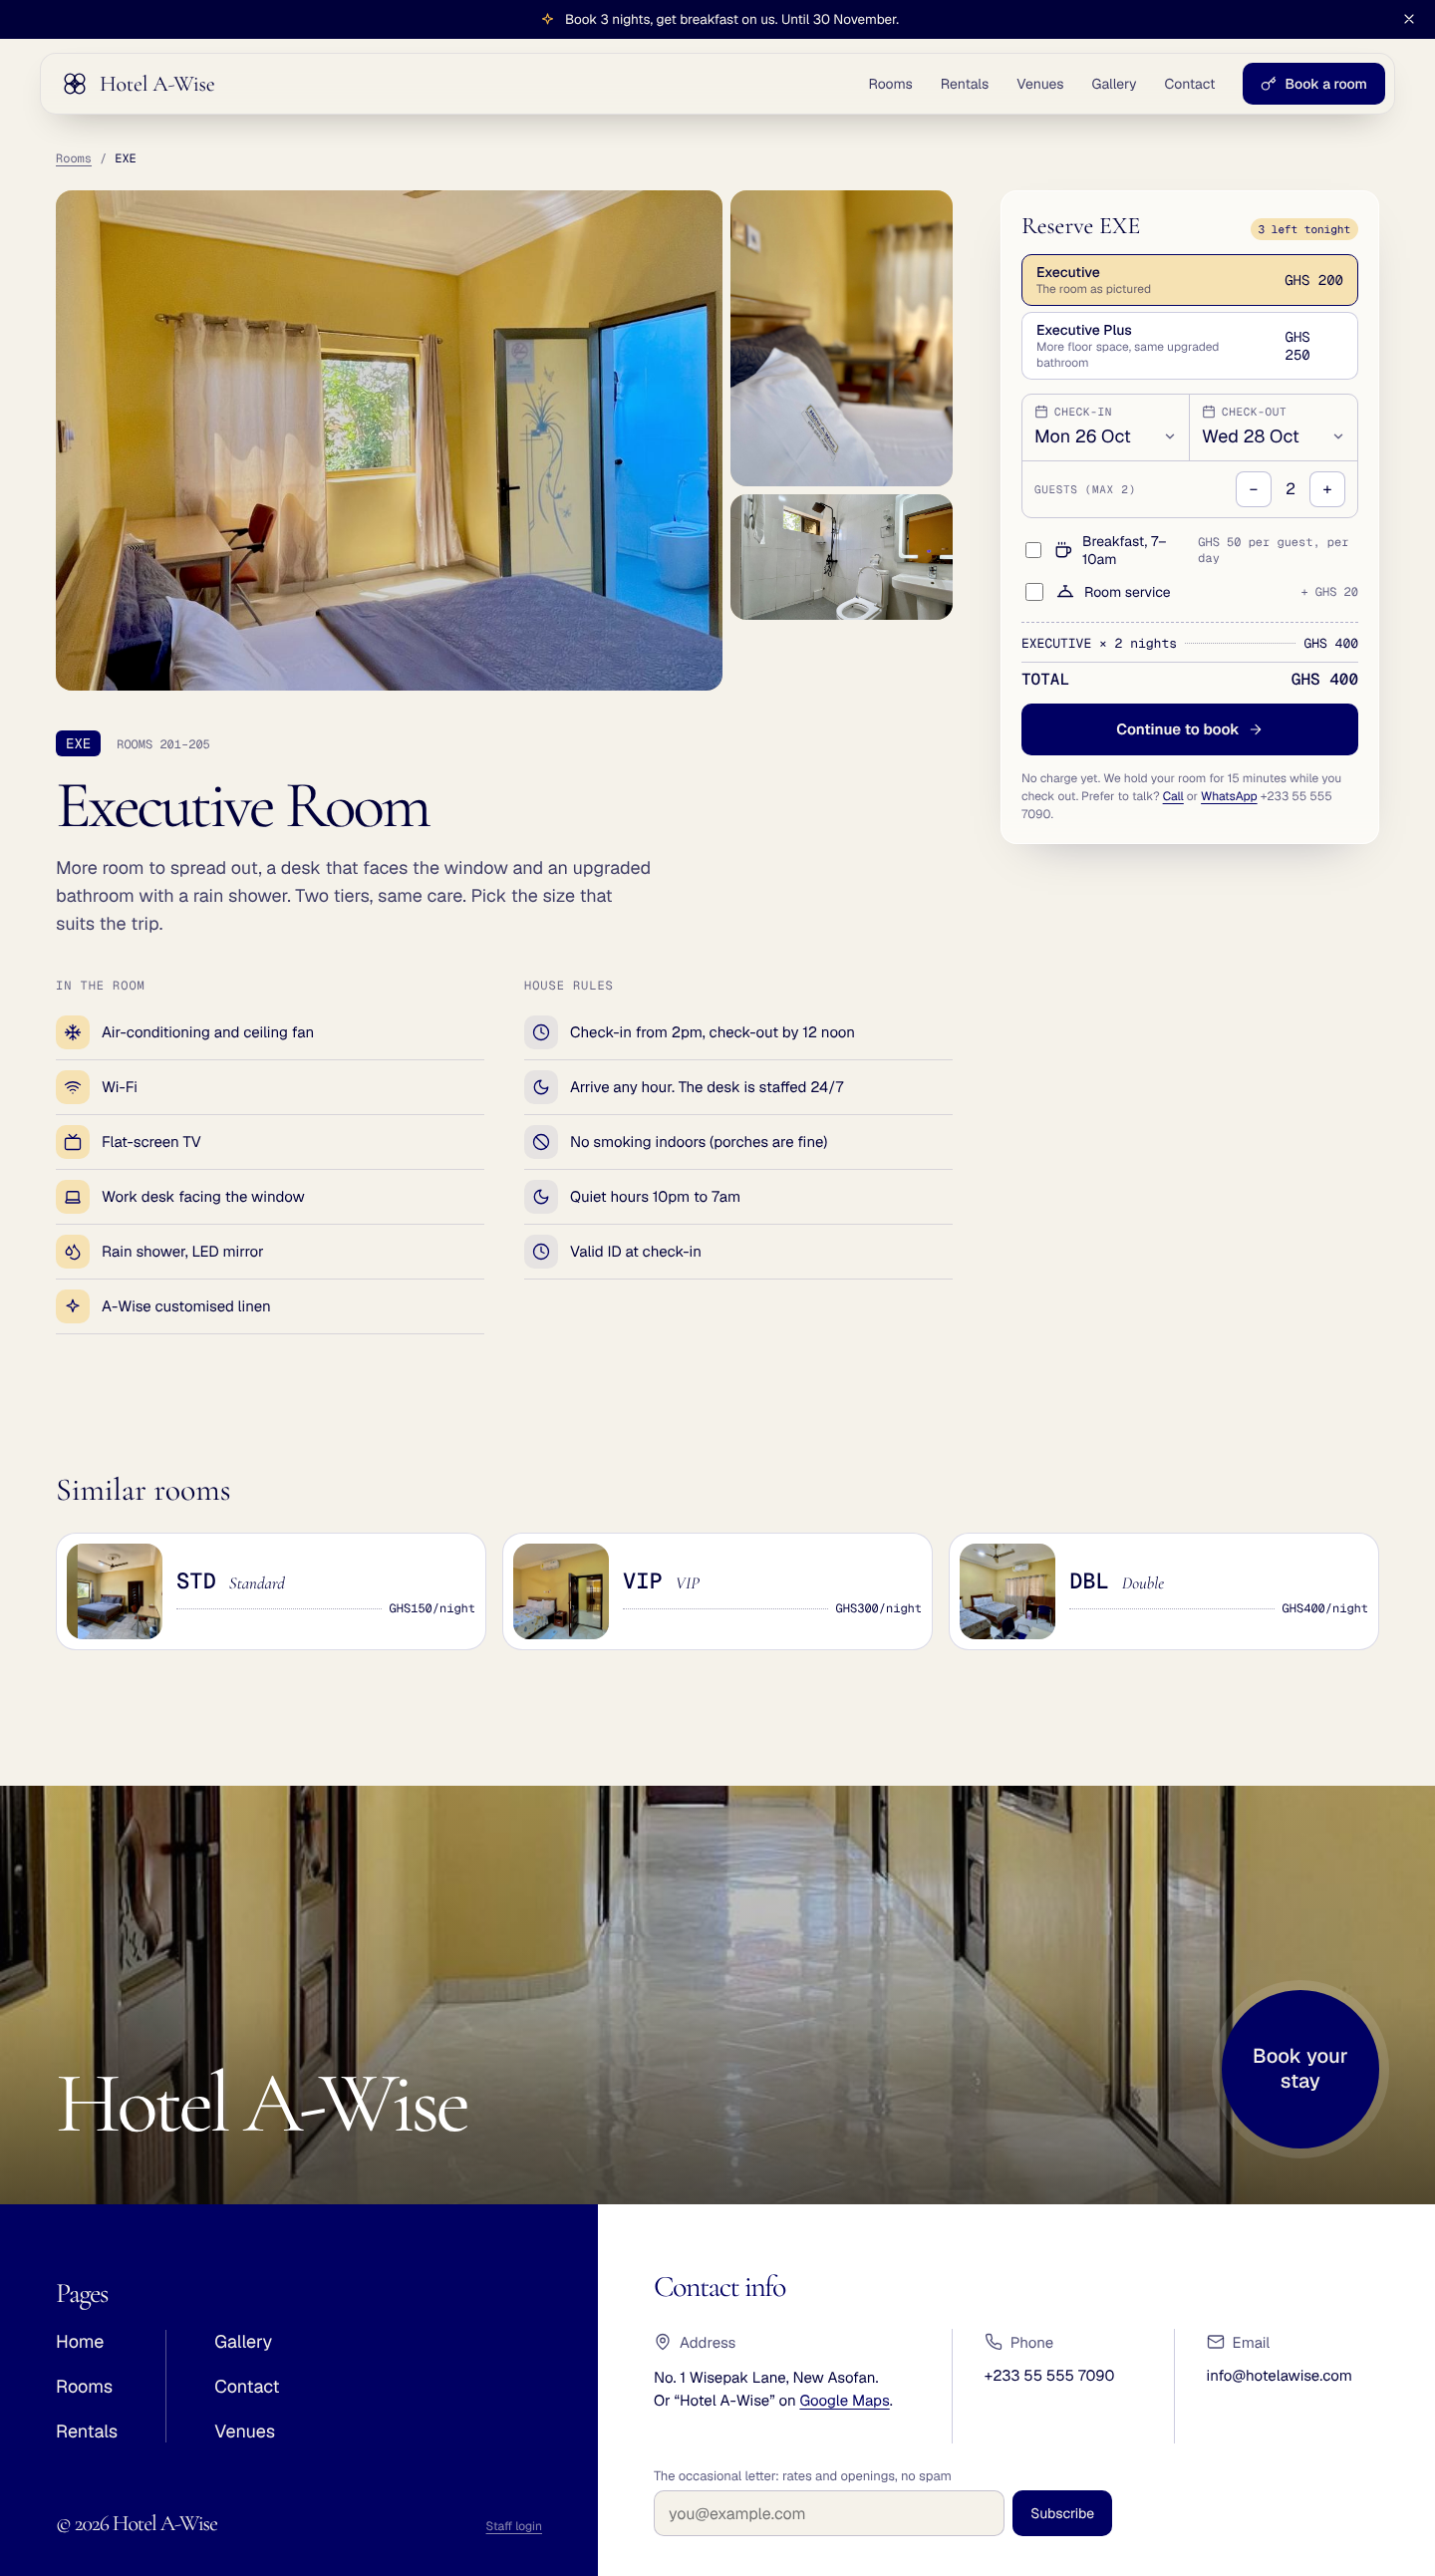 Book 3 nights, get breakfast on us. Until 30 November.
Hotel A-Wise
Rooms
Rentals
Venues
Gallery
Contact
Book a room
Rooms / EXE
Reserve EXE
3 left tonight
Executive
The room as pictured
GHS 200
Executive Plus
More floor space, same upgraded
bathroom
GHS
250
CHECK-IN
Mon 26 Oct
CHECK-OUT
Wed 28 Oct
GUESTS (MAX 2)
− 2 +
Breakfast, 7–
10am
GHS 50 per guest, per
day
Room service
+ GHS 20
EXECUTIVE × 2 nights
GHS 400
TOTAL
GHS 400
Continue to book
No charge yet. We hold your room for 15 minutes while you
check out. Prefer to talk? Call or WhatsApp +233 55 555
7090.
EXE
ROOMS 201–205
Executive Room
More room to spread out, a desk that faces the window and an upgraded
bathroom with a rain shower. Two tiers, same care. Pick the size that
suits the trip.
IN THE ROOM
Air-conditioning and ceiling fan
Wi-Fi
Flat-screen TV
Work desk facing the window
Rain shower, LED mirror
A-Wise customised linen
HOUSE RULES
Check-in from 2pm, check-out by 12 noon
Arrive any hour. The desk is staffed 24/7
No smoking indoors (porches are fine)
Quiet hours 10pm to 7am
Valid ID at check-in
Similar rooms
STD Standard
GHS150/night
VIP VIP
GHS300/night
DBL Double
GHS400/night
Hotel A-Wise
Book your
stay
Pages
Home
Rooms
Rentals
Gallery
Contact
Venues
© 2026 Hotel A-Wise
Staff login
Contact info
Address
No. 1 Wisepak Lane, New Asofan.
Or “Hotel A-Wise” on Google Maps.
Phone
+233 55 555 7090
Email
info@hotelawise.com
The occasional letter: rates and openings, no spam
you@example.com
Subscribe